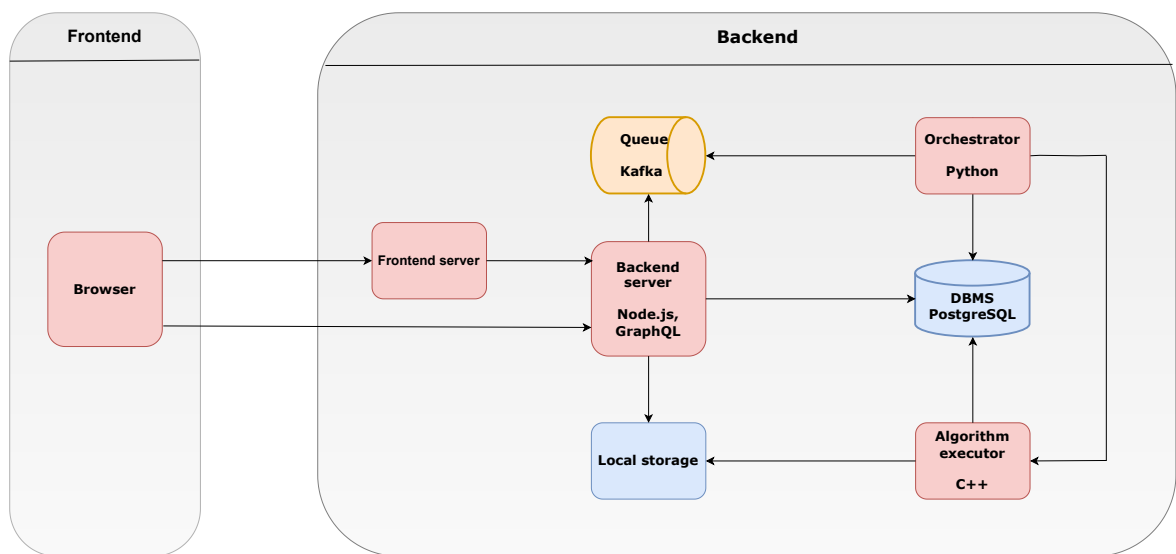 Frontend
Backend
Queue
Kafka
Orchestrator
Python
Browser
Frontend server
Backend
server
Node.js,
GraphQL
DBMS
PostgreSQL
Local storage
Algorithm
executor
C++